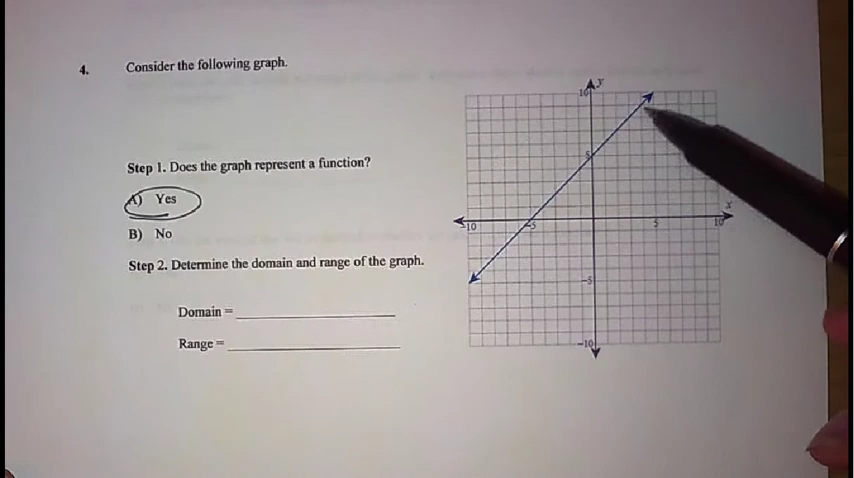 4. Consider the following graph.
Step 1. Does the graph represent a function?
A) Yes
B) No
Step 2. Determine the domain and range of the graph.
Domain =
Range =
y
10
5
x
-10 -5 5 10
-5
-10